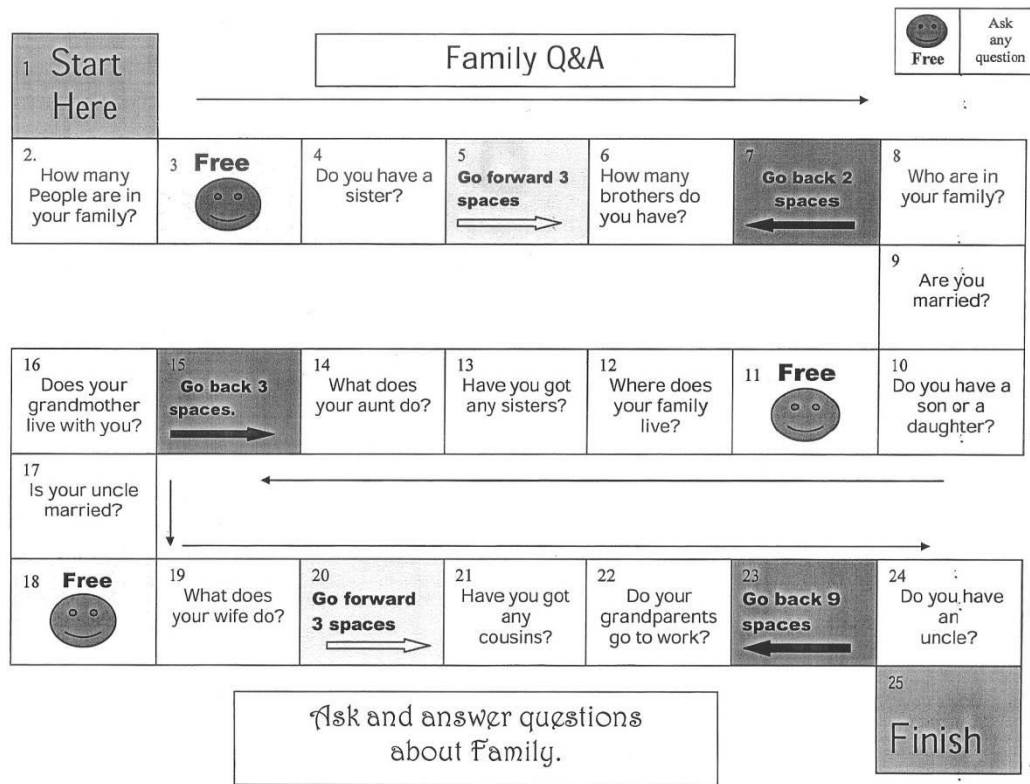 Family Q&A
Free
Ask
any
question
1 Start
Here
2.
How many
People are in
your family?
3 Free
4
Do you have a
sister?
5
Go forward 3
spaces
6
How many
brothers do
you have?
7
Go back 2
spaces
8
Who are in
your family?
9
Are you
married?
10
Do you have a
son or a
daughter?
11 Free
12
Where does
your family
live?
13
Have you got
any sisters?
14
What does
your aunt do?
15
Go back 3
spaces.
16
Does your
grandmother
live with you?
17
Is your uncle
married?
18 Free
19
What does
your wife do?
20
Go forward
3 spaces
21
Have you got
any
cousins?
22
Do your
grandparents
go to work?
23
Go back 9
spaces
24
Do you have
an
uncle?
25
Finish
Ask and answer questions
about Family.